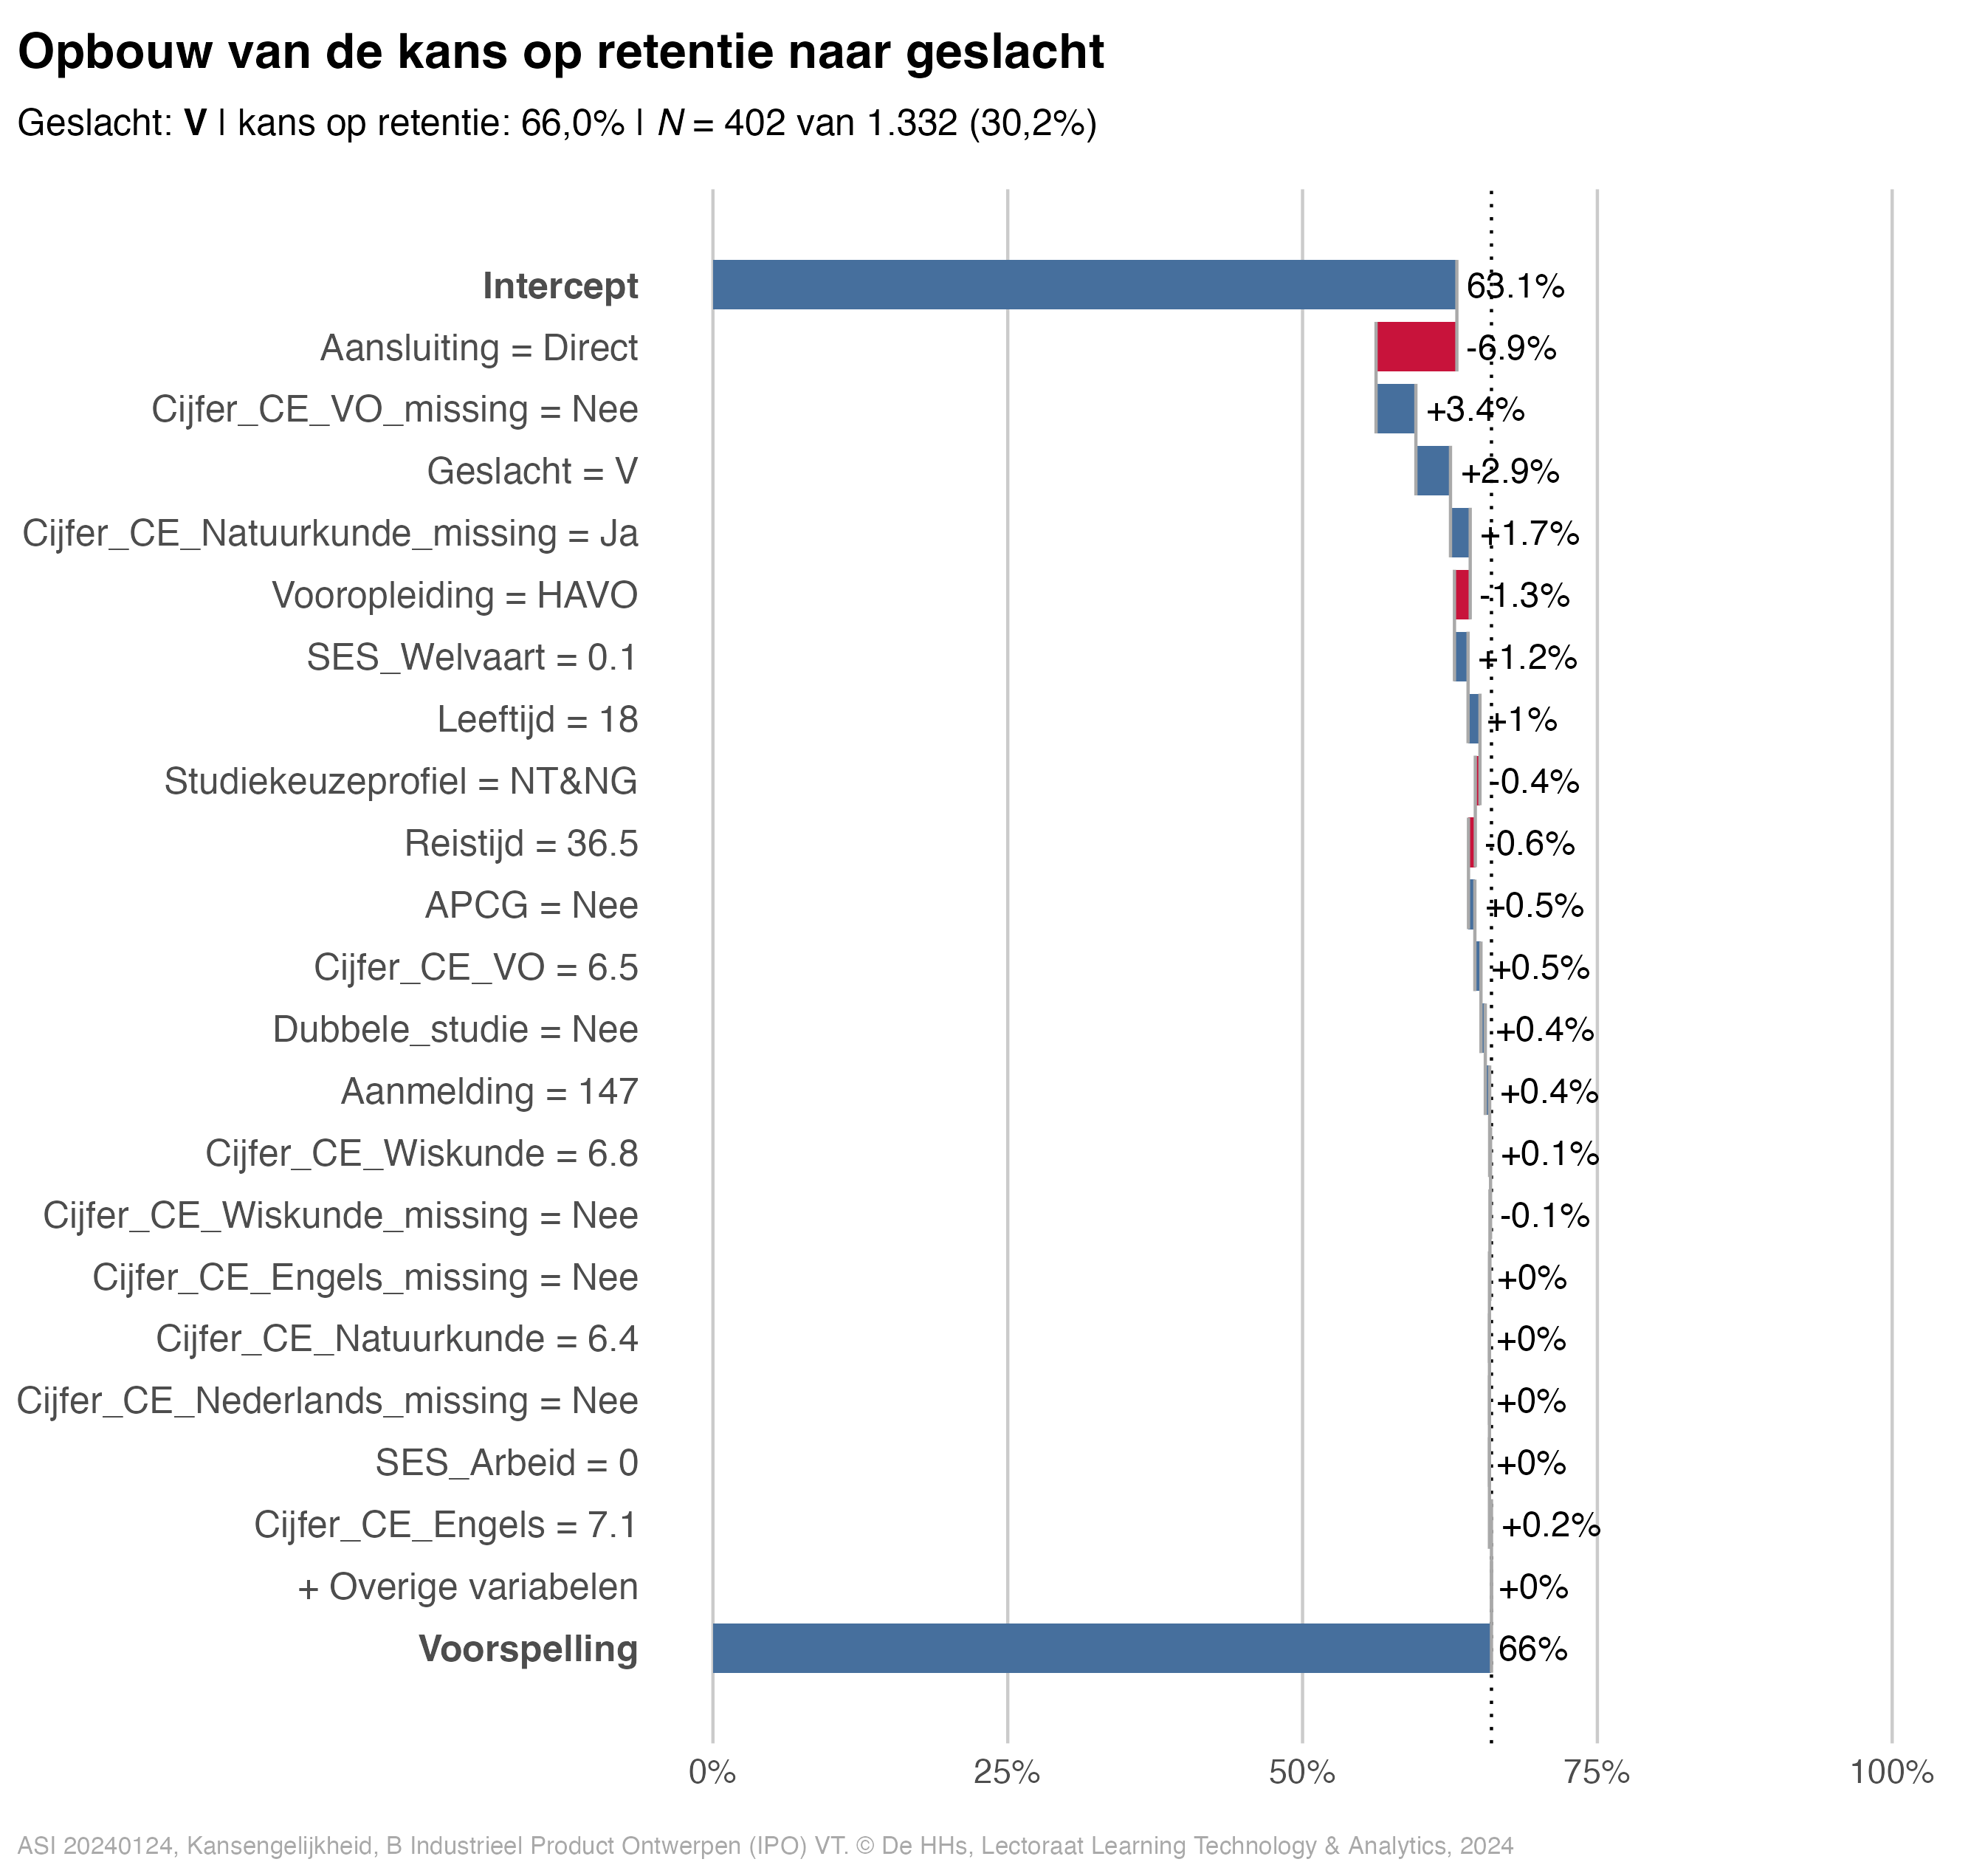 Opbouw van de kans op retentie naar geslacht
Geslacht: V | kans op retentie: 66,0% | N = 402 van 1.332 (30,2%)
Intercept 63.1%
Aansluiting = Direct -6.9%
Cijfer_CE_VO_missing = Nee +3.4%
Geslacht = V +2.9%
Cijfer_CE_Natuurkunde_missing = Ja +1.7%
Vooropleiding = HAVO -1.3%
SES_Welvaart = 0.1 +1.2%
Leeftijd = 18 +1%
Studiekeuzeprofiel = NT&NG -0.4%
Reistijd = 36.5 -0.6%
APCG = Nee +0.5%
Cijfer_CE_VO = 6.5 +0.5%
Dubbele_studie = Nee +0.4%
Aanmelding = 147 +0.4%
Cijfer_CE_Wiskunde = 6.8 +0.1%
Cijfer_CE_Wiskunde_missing = Nee -0.1%
Cijfer_CE_Engels_missing = Nee +0%
Cijfer_CE_Natuurkunde = 6.4 +0%
Cijfer_CE_Nederlands_missing = Nee +0%
SES_Arbeid = 0 +0%
Cijfer_CE_Engels = 7.1 +0.2%
+ Overige variabelen +0%
Voorspelling 66%
0% 25% 50% 75% 100%
ASI 20240124, Kansengelijkheid, B Industrieel Product Ontwerpen (IPO) VT. © De HHs, Lectoraat Learning Technology & Analytics, 2024